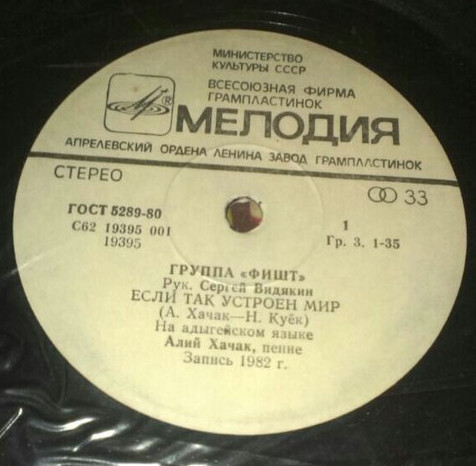 МИНИСТЕРСТВО
КУЛЬТУРЫ СССР
ВСЕСОЮЗНАЯ ФИРМА
ГРАМПЛАСТИНОК
® МЕЛОДИЯ
АПРЕЛЕВСКИЙ ОРДЕНА ЛЕНИНА ЗАВОД ГРАМПЛАСТИНОК
СТЕРЕО 33
ГОСТ 5289-80 1
С62 19395 001 Гр. 3. 1-35
19395
ГРУППА «ФИШТ»
Рук. Сергей Видякин
ЕСЛИ ТАК УСТРОЕН МИР
(А. Хачак—Н. Куёк)
На адыгейском языке
Алий Хачак, пение
Запись 1982 г.